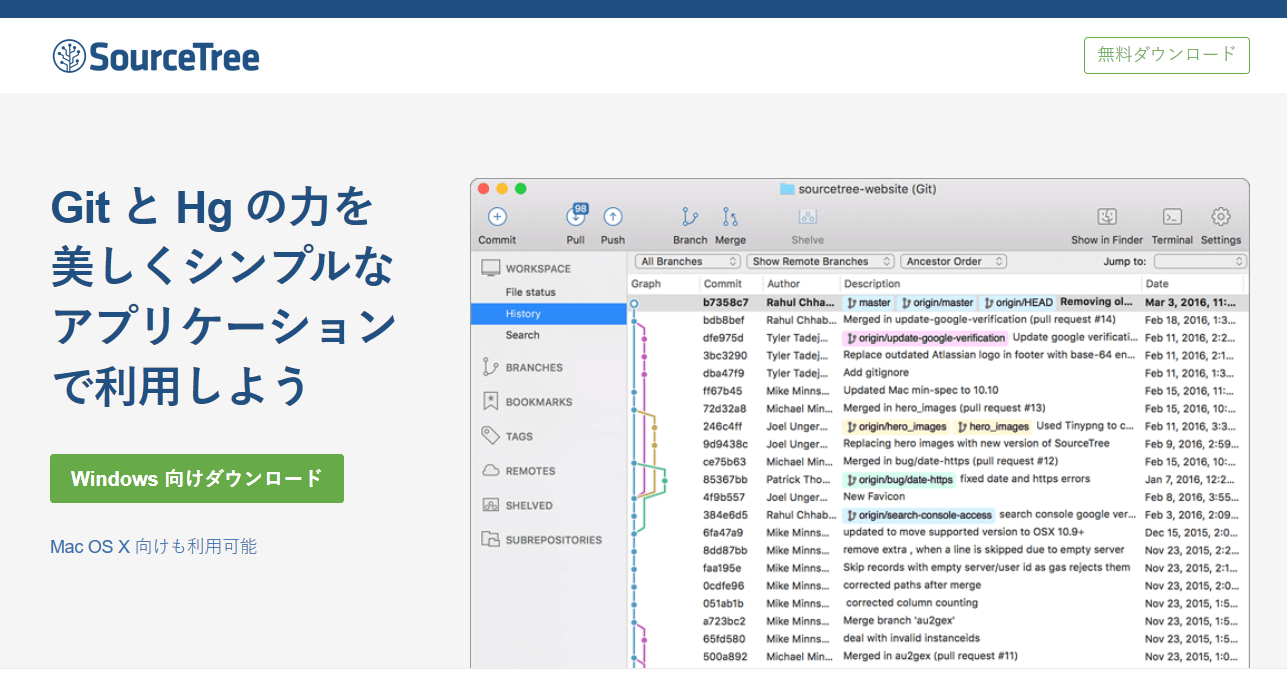 SourceTree
無料ダウンロード
Git と Hg の力を
美しくシンプルな
アプリケーション
で利用しよう
Windows 向けダウンロード
Mac OS X 向けも利用可能
sourcetree-website (Git)
98
Commit Pull Push Branch Merge Shelve Show in Finder Terminal Settings
All Branches Show Remote Branches Ancestor Order Jump to:
WORKSPACE
File status
History
Search
BRANCHES
BOOKMARKS
TAGS
REMOTES
SHELVED
SUBREPOSITORIES
Graph Commit Author Description Date
b7358c7 Rahul Chha... master origin/master origin/HEAD Removing ol... Mar 3, 2016, 11:...
bdb8bef Rahul Chhab... Merged in update-google-verification (pull request #14) Feb 18, 2016, 1:3...
dfe975d Tyler Tadej... origin/update-google-verification Update google verificati... Feb 11, 2016, 2:2...
3bc3290 Tyler Tadej... Replace outdated Atlassian logo in footer with base-64 en... Feb 11, 2016, 2:1...
dba47f9 Tyler Tadej... Add gitignore Feb 11, 2016, 1:3...
ff67b45 Mike Minns... Updated Mac min-spec to 10.10 Feb 15, 2016, 11:...
72d32a8 Michael Min... Merged in hero_images (pull request #13) Feb 15, 2016, 10:...
246c4ff Joel Unger... origin/hero_images hero_images Used Tinypng to c... Feb 11, 2016, 3:3...
9d9438c Joel Unger... Replacing hero images with new version of SourceTree Feb 9, 2016, 2:59...
ce75b63 Michael Min... Merged in bug/date-https (pull request #12) Feb 15, 2016, 10:...
85367bb Patrick Tho... origin/bug/date-https fixed date and https errors Jan 7, 2016, 12:2...
4f9b557 Joel Unger... New Favicon Feb 8, 2016, 3:55...
384e6d5 Rahul Chhab... origin/search-console-access search console google ver... Feb 3, 2016, 2:09...
6fa47a9 Mike Minns... updated to move supported version to OSX 10.9+ Dec 15, 2015, 2:0...
8dd87bb Mike Minns... remove extra , when a line is skipped due to empty server Nov 23, 2015, 2:2...
faa195e Mike Minns... Skip records with empty server/user id as gas rejects them Nov 23, 2015, 2:1...
0cdfe96 Mike Minns... corrected paths after merge Nov 23, 2015, 2:0...
051ab1b Mike Minns... corrected column counting Nov 23, 2015, 1:5...
a723bc2 Mike Minns... Merge branch 'au2gex' Nov 23, 2015, 1:5...
65fd580 Mike Minns... deal with invalid instanceids Nov 23, 2015, 1:5...
500a892 Michael Min... Merged in au2gex (pull request #11) Nov 23, 2015, 1:0...